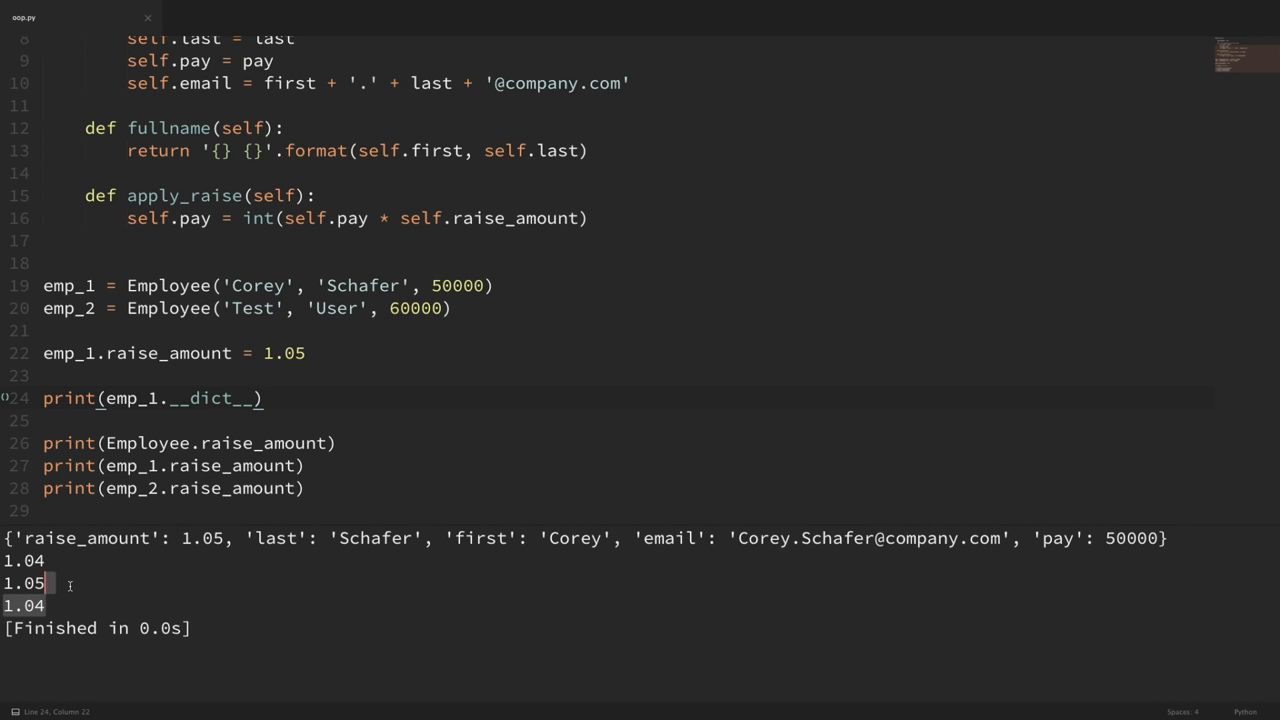 oop.py
8 self.last = last
9 self.pay = pay
10 self.email = first + '.' + last + '@company.com'
11
12 def fullname(self):
13 return '{} {}'.format(self.first, self.last)
14
15 def apply_raise(self):
16 self.pay = int(self.pay * self.raise_amount)
17
18
19 emp_1 = Employee('Corey', 'Schafer', 50000)
20 emp_2 = Employee('Test', 'User', 60000)
21
22 emp_1.raise_amount = 1.05
23
24 print(emp_1.__dict__)
25
26 print(Employee.raise_amount)
27 print(emp_1.raise_amount)
28 print(emp_2.raise_amount)
29
{'raise_amount': 1.05, 'last': 'Schafer', 'first': 'Corey', 'email': 'Corey.Schafer@company.com', 'pay': 50000}
1.04
1.05
1.04
[Finished in 0.0s]
Line 24, Column 22 Spaces: 4 Python